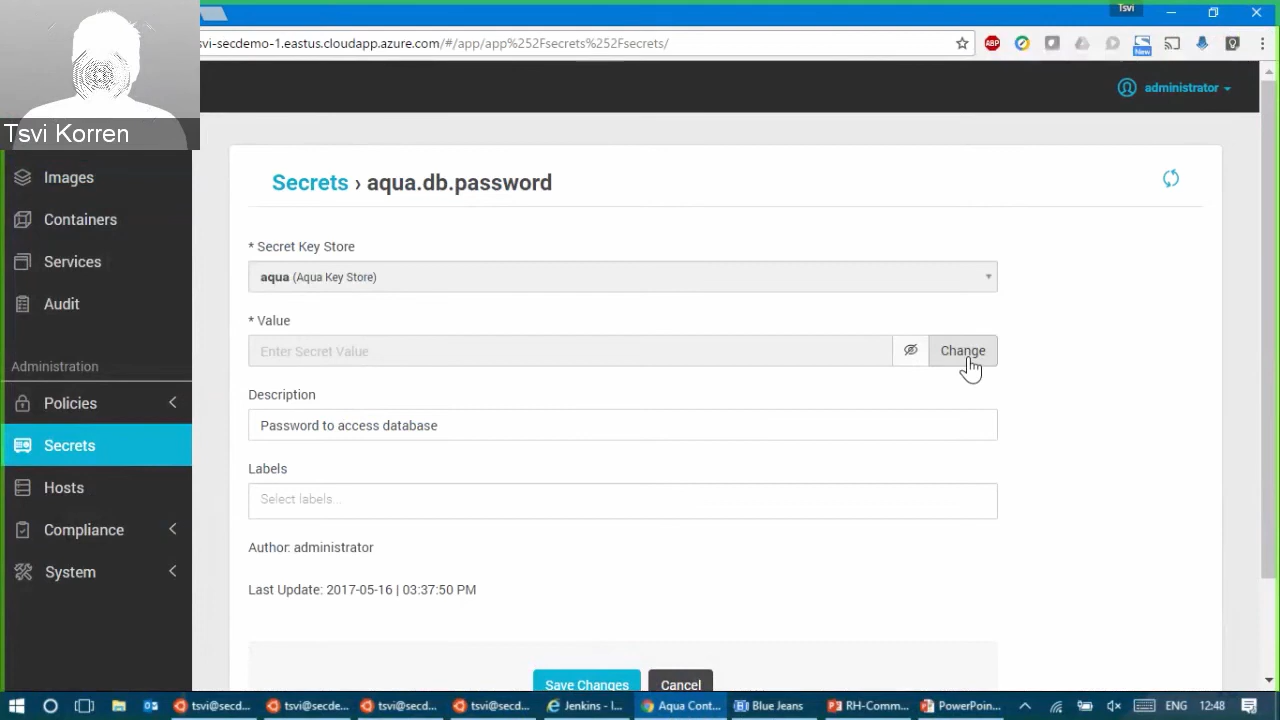 Tsvi
svi-secdemo-1.eastus.cloudapp.azure.com/#/app/app%252Fsecrets%252Fsecrets/
ABP
New
administrator
Tsvi Korren
Images
Containers
Services
Audit
Administration
Policies
Secrets
Hosts
Compliance
System
Secrets › aqua.db.password
* Secret Key Store
aqua (Aqua Key Store)
* Value
Enter Secret Value
Change
Description
Password to access database
Labels
Select labels...
Author: administrator
Last Update: 2017-05-16 | 03:37:50 PM
Save Changes
Cancel
tsvi@secd...
tsvi@secde...
tsvi@secd...
tsvi@secd...
Jenkins - I...
Aqua Cont...
Blue Jeans
RH-Comm...
PowerPoin...
ENG
12:48